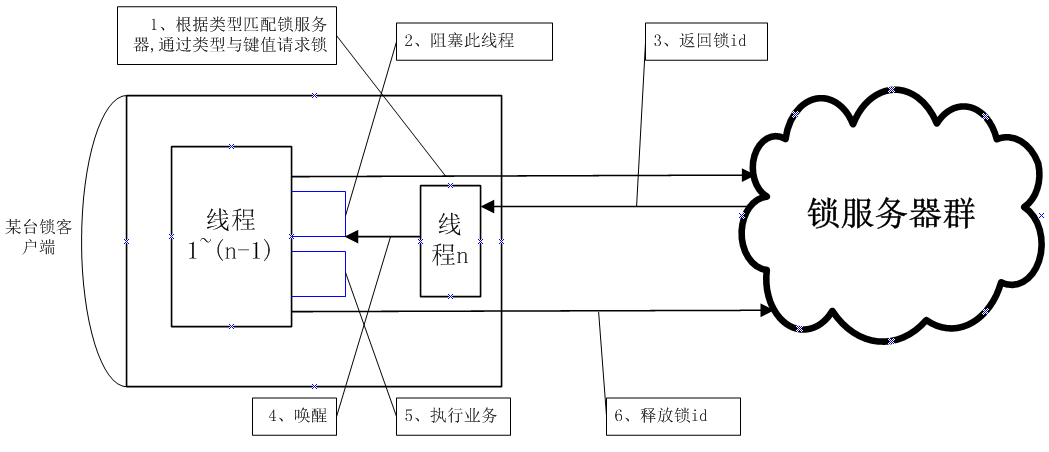 1、根据类型匹配锁服务
器,通过类型与键值请求锁
2、阻塞此线程
3、返回锁id
某台锁客
户端
线程
1~(n-1)
线
程n
锁服务器群
4、唤醒
5、执行业务
6、释放锁id